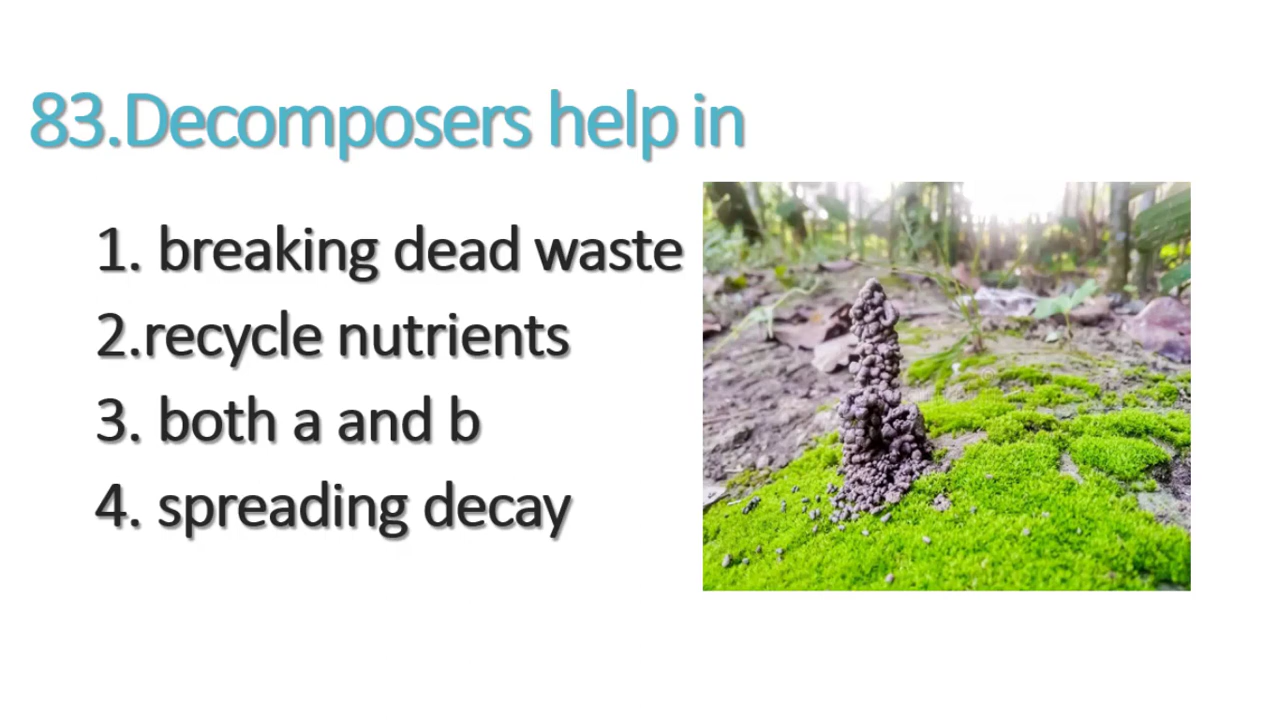 83.Decomposers help in
1. breaking dead waste
2.recycle nutrients
3. both a and b
4. spreading decay